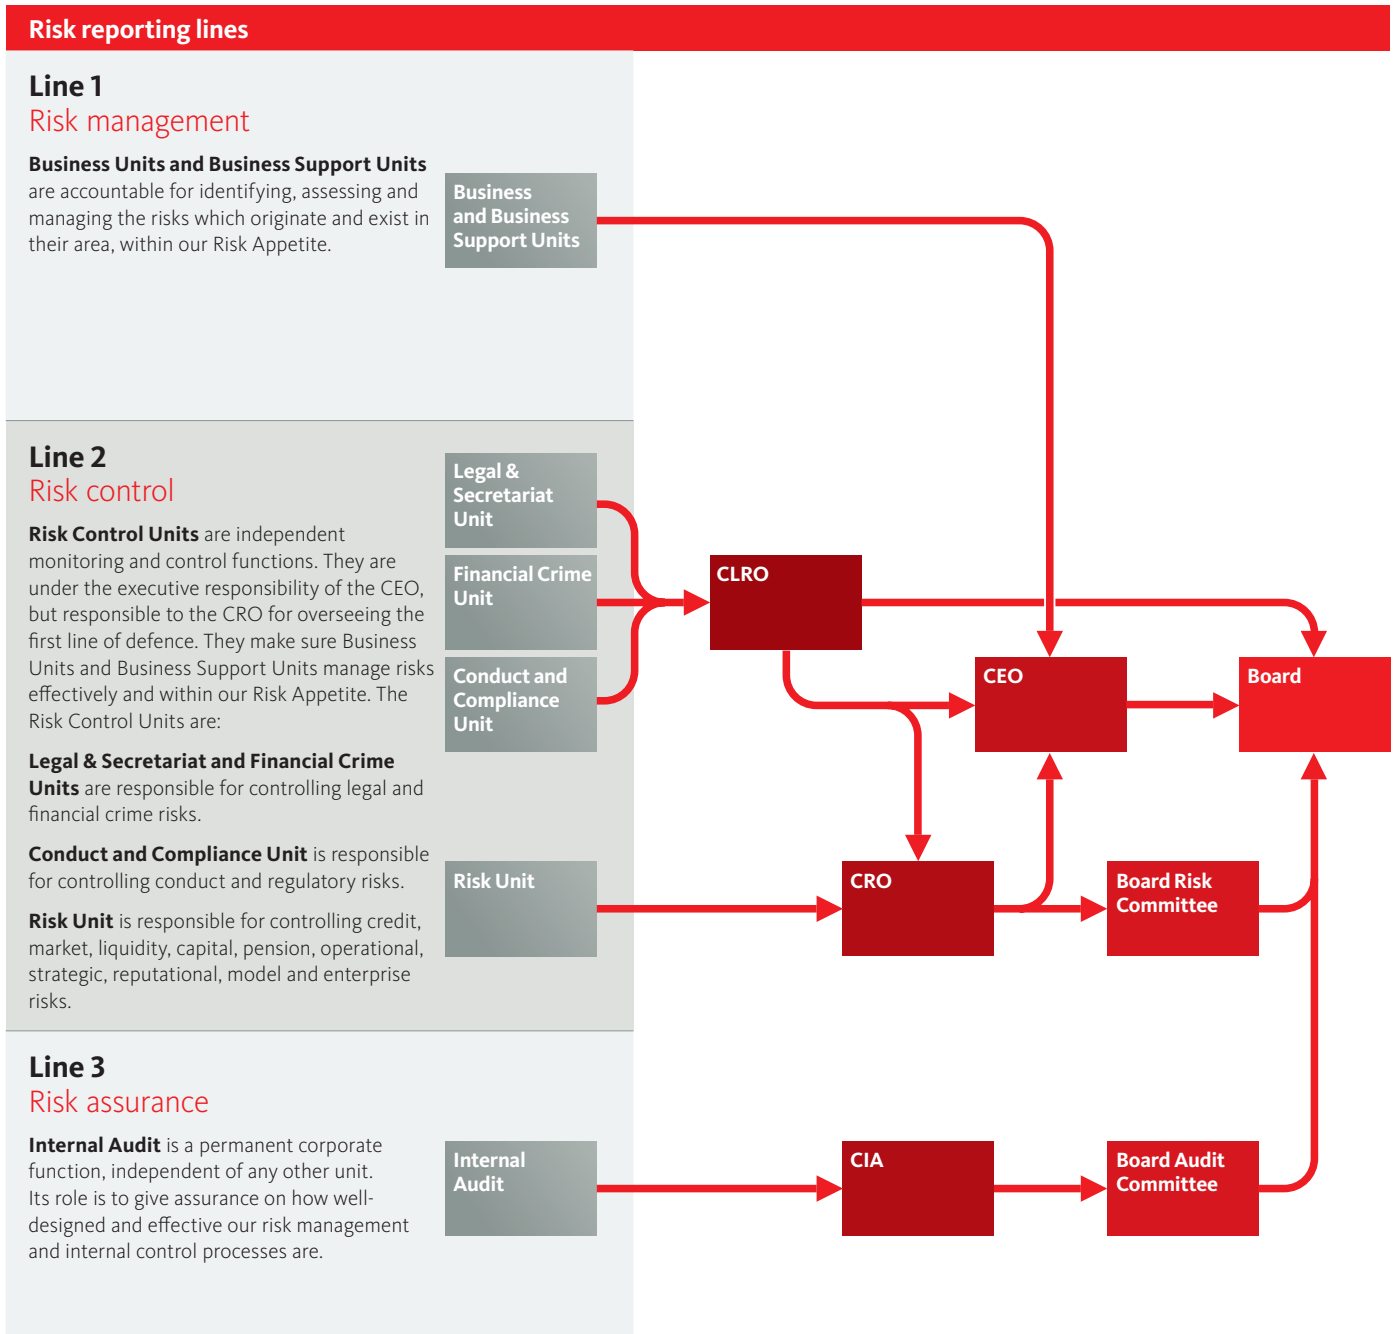 Risk reporting lines
Line 1
Risk management
Business Units and Business Support Units
are accountable for identifying, assessing and
managing the risks which originate and exist in
their area, within our Risk Appetite.
Business
and Business
Support Units
Line 2
Risk control
Risk Control Units are independent
monitoring and control functions. They are
under the executive responsibility of the CEO,
but responsible to the CRO for overseeing the
first line of defence. They make sure Business
Units and Business Support Units manage risks
effectively and within our Risk Appetite. The
Risk Control Units are:
Legal & Secretariat and Financial Crime
Units are responsible for controlling legal and
financial crime risks.
Conduct and Compliance Unit is responsible
for controlling conduct and regulatory risks.
Risk Unit is responsible for controlling credit,
market, liquidity, capital, pension, operational,
strategic, reputational, model and enterprise
risks.
Legal &
Secretariat
Unit
Financial Crime
Unit
Conduct and
Compliance
Unit
Risk Unit
CLRO
CEO
Board
CRO
Board Risk
Committee
Line 3
Risk assurance
Internal Audit is a permanent corporate
function, independent of any other unit.
Its role is to give assurance on how well-
designed and effective our risk management
and internal control processes are.
Internal
Audit
CIA
Board Audit
Committee